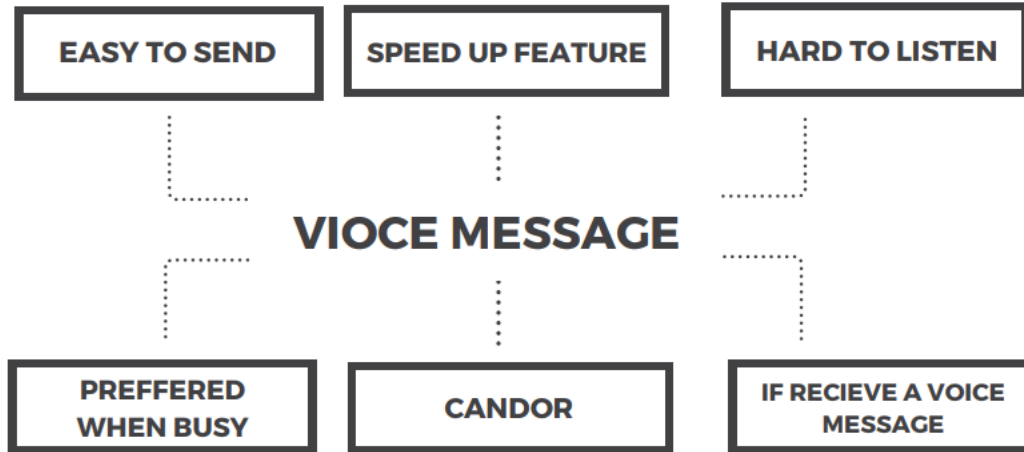 EASY TO SEND
SPEED UP FEATURE
HARD TO LISTEN
VIOCE MESSAGE
PREFFERED
WHEN BUSY
CANDOR
IF RECIEVE A VOICE
MESSAGE